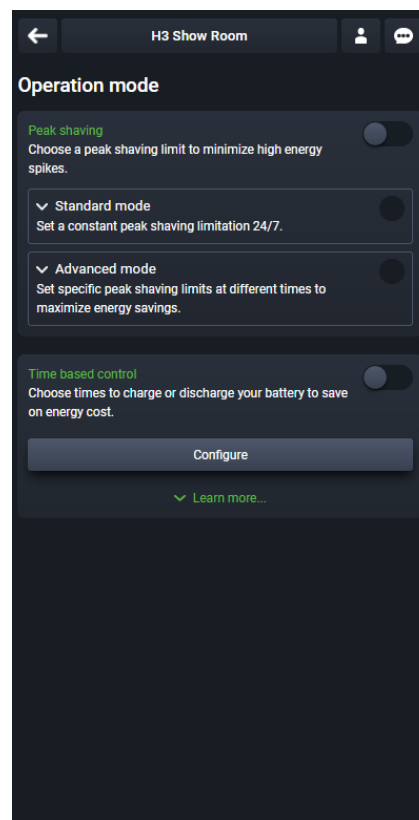 H3 Show Room
Operation mode
Peak shaving
Choose a peak shaving limit to minimize high energy
spikes.
Standard mode
Set a constant peak shaving limitation 24/7.
Advanced mode
Set specific peak shaving limits at different times to
maximize energy savings.
Time based control
Choose times to charge or discharge your battery to save
on energy cost.
Configure
Learn more...